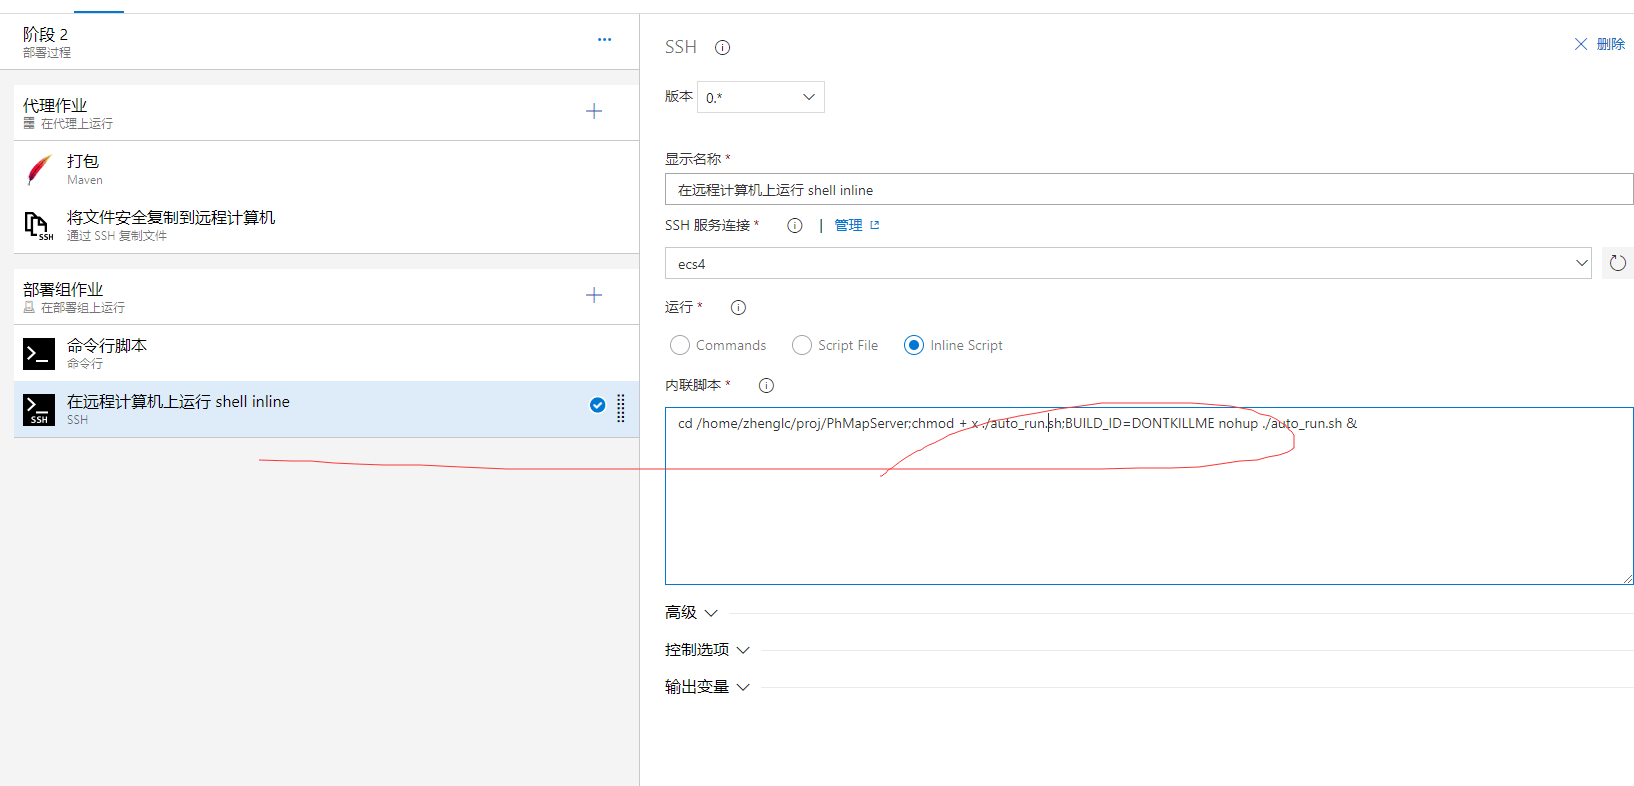 阶段 2
部署过程
代理作业
在代理上运行
打包
Maven
将文件安全复制到远程计算机
通过 SSH 复制文件
部署组作业
在部署组上运行
命令行脚本
命令行
在远程计算机上运行 shell inline
SSH
SSH
删除
版本 0.*
显示名称 *
在远程计算机上运行 shell inline
SSH 服务连接 * | 管理
ecs4
运行 *
Commands Script File Inline Script
内联脚本 *
cd /home/zhenglc/proj/PhMapServer;chmod + x ./auto_run.sh;BUILD_ID=DONTKILLME nohup ./auto_run.sh &
高级
控制选项
输出变量